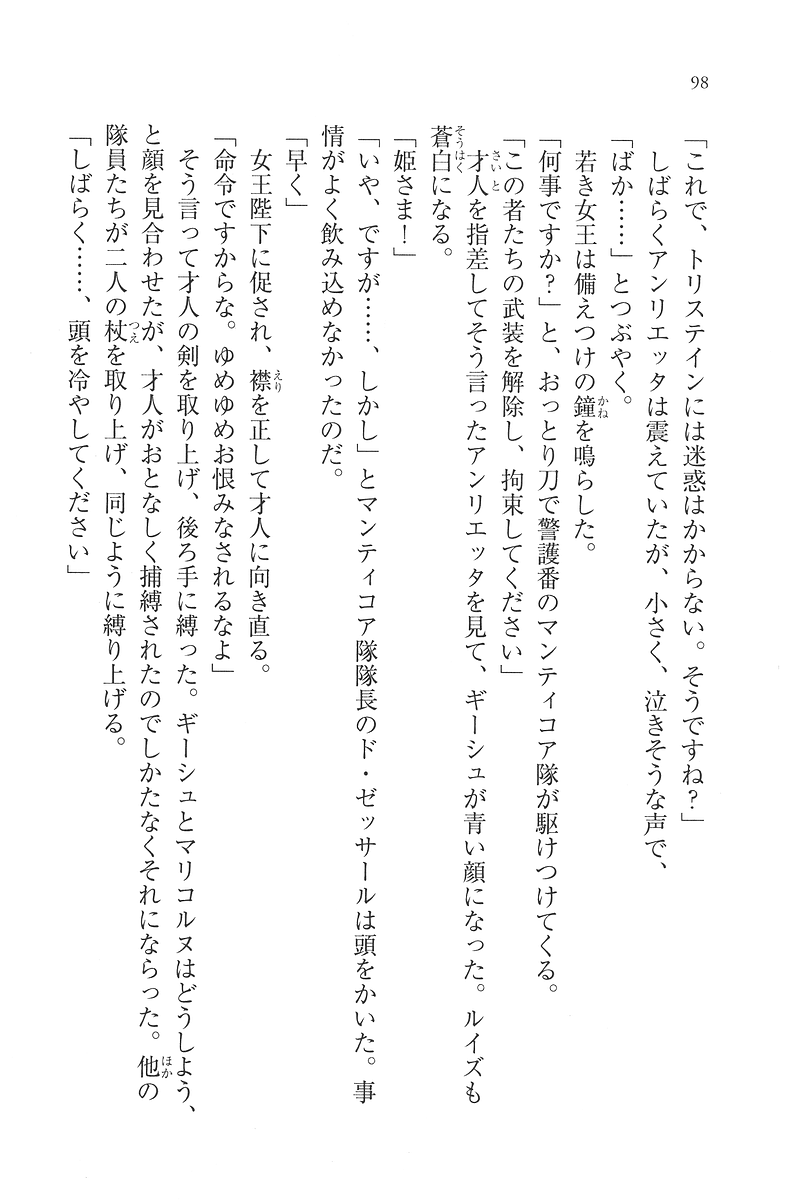 98
「これで、トリステインには迷惑はかからない。そうですね？」
しばらくアンリエッタは震えていたが、小さく、泣きそうな声で、
「ばか……」とつぶやく。
若き女王は備えつけの鐘を鳴らした。
「何事ですか？」と、おっとり刀で警護番のマンティコア隊が駆けつけてくる。
「この者たちの武装を解除し、拘束してください」
才人を指差してそう言ったアンリエッタを見て、ギーシュが青い顔になった。ルイズも
蒼白になる。
「姫さま！」
「いや、ですが……、しかし」とマンティコア隊隊長のド・ゼッサールは頭をかいた。事
情がよく飲み込めなかったのだ。
「早く」
女王陛下に促され、襟を正して才人に向き直る。
「命令ですからな。ゆめゆめお恨みなされるなよ」
そう言って才人の剣を取り上げ、後ろ手に縛った。ギーシュとマリコルヌはどうしよう、
と顔を見合わせたが、才人がおとなしく捕縛されたのでしかたなくそれにならった。他の
隊員たちが二人の杖を取り上げ、同じように縛り上げる。
「しばらく……、頭を冷やしてください」